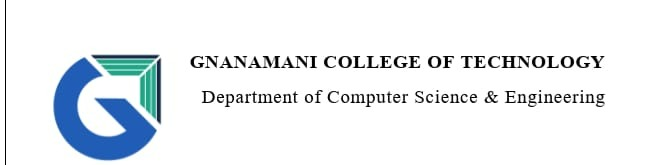 GNANAMANI COLLEGE OF TECHNOLOGY
Department of Computer Science & Engineering